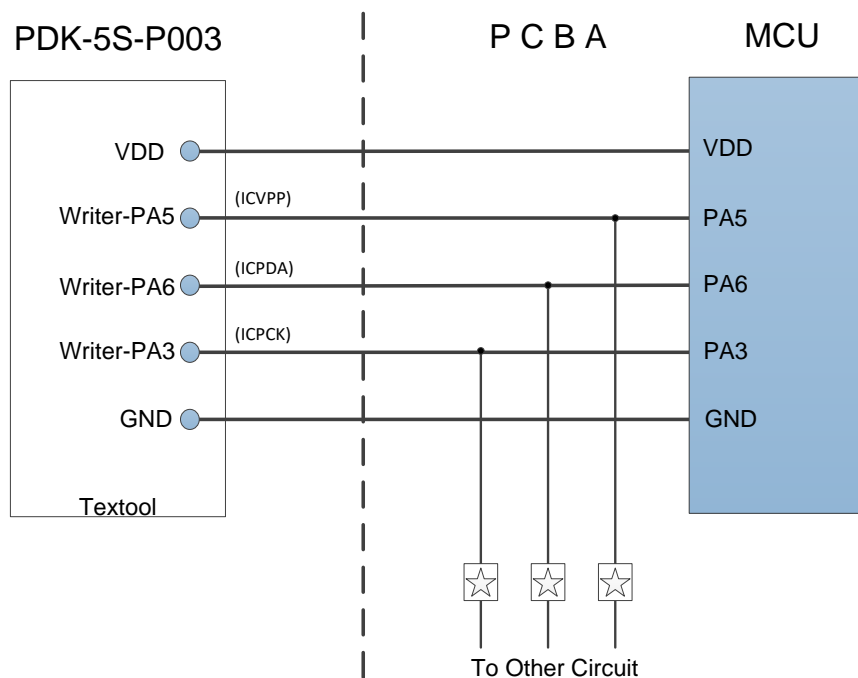 PDK-5S-P003
P C B A
MCU
VDD
VDD
Writer-PA5
(ICVPP)
PA5
Writer-PA6
(ICPDA)
PA6
Writer-PA3
(ICPCK)
PA3
GND
GND
Textool
To Other Circuit